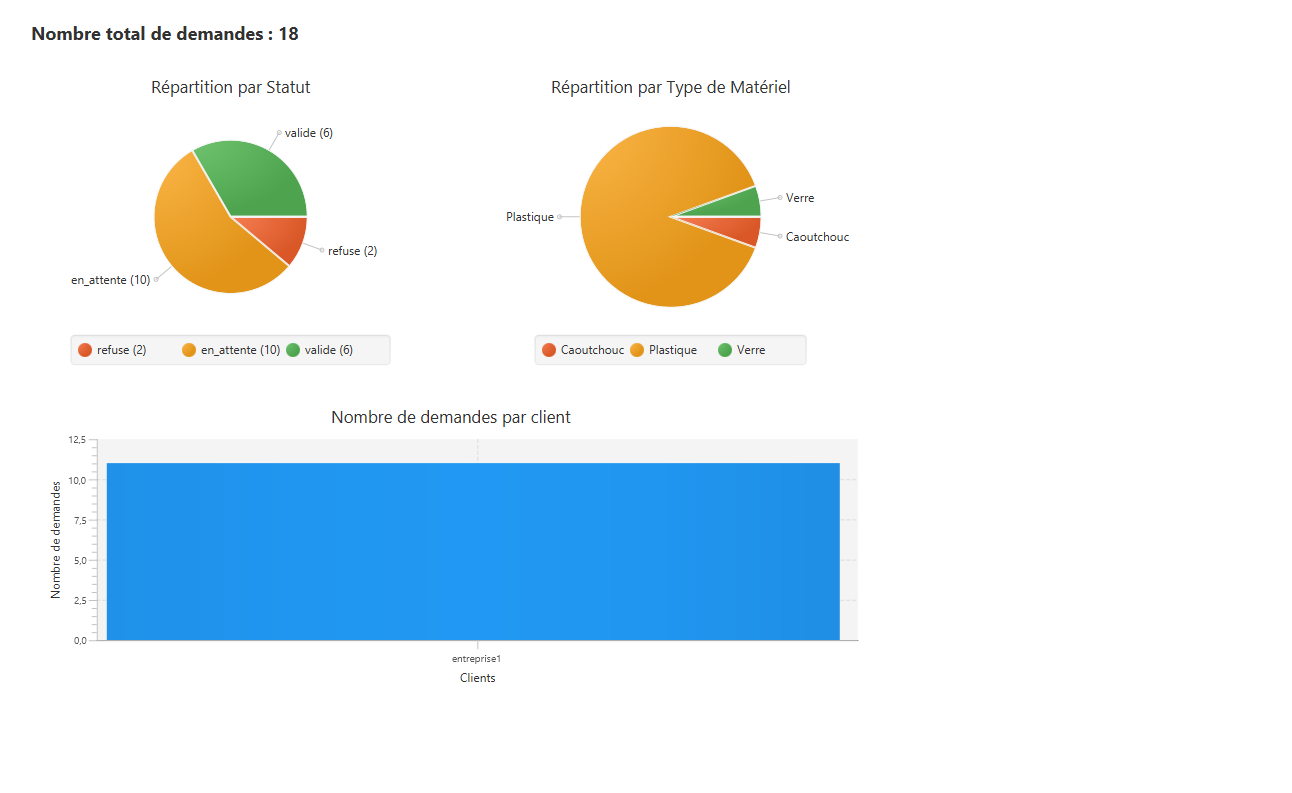 Nombre total de demandes : 18
Répartition par Statut
valide (6)
refuse (2)
en_attente (10)
refuse (2) en_attente (10) valide (6)
Répartition par Type de Matériel
Verre
Plastique
Caoutchouc
Caoutchouc Plastique Verre
Nombre de demandes par client
12,5
10,0
7,5
5,0
2,5
0,0
Nombre de demandes
entreprise1
Clients